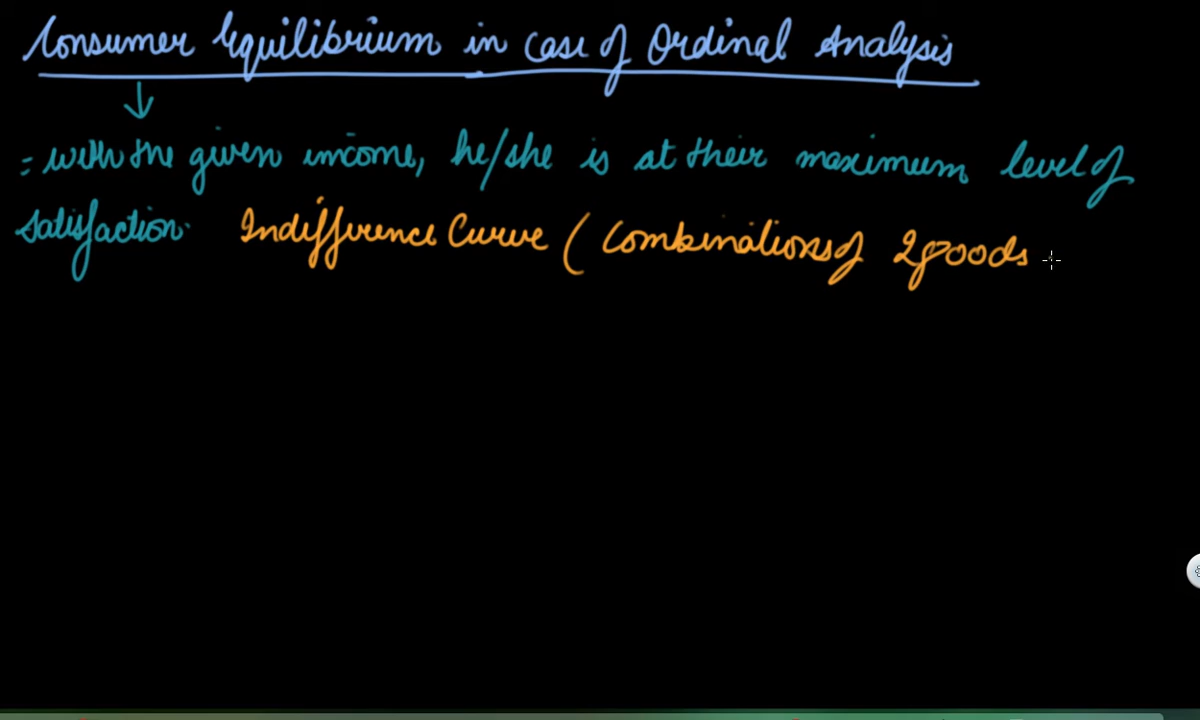 Consumer Equilibrium in case of Ordinal Analysis
= with the given income, he/she is at their maximum level of
satisfaction. Indifference Curve ( Combinations of 2 goods